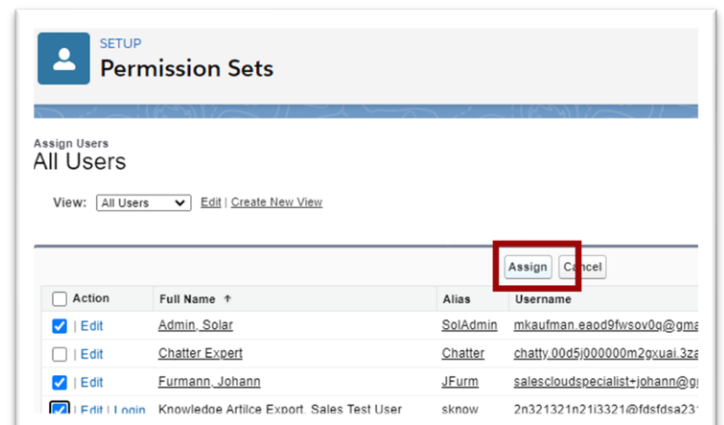 SETUP
Permission Sets
Assign Users
All Users
View: All Users Edit | Create New View
Assign Cancel
Action Full Name ↑ Alias Username
| Edit Admin, Solar SolAdmin mkaufman.eaod9fwsov0q@gma
| Edit Chatter Expert Chatter chatty.00d5j000000m2gxuai.3za
| Edit Furmann, Johann JFurm salescloudspecialist+johann@g
| Edit | Login Knowledge Artilce Export, Sales Test User sknow 2n321321n21j3321@fdsfdsa23